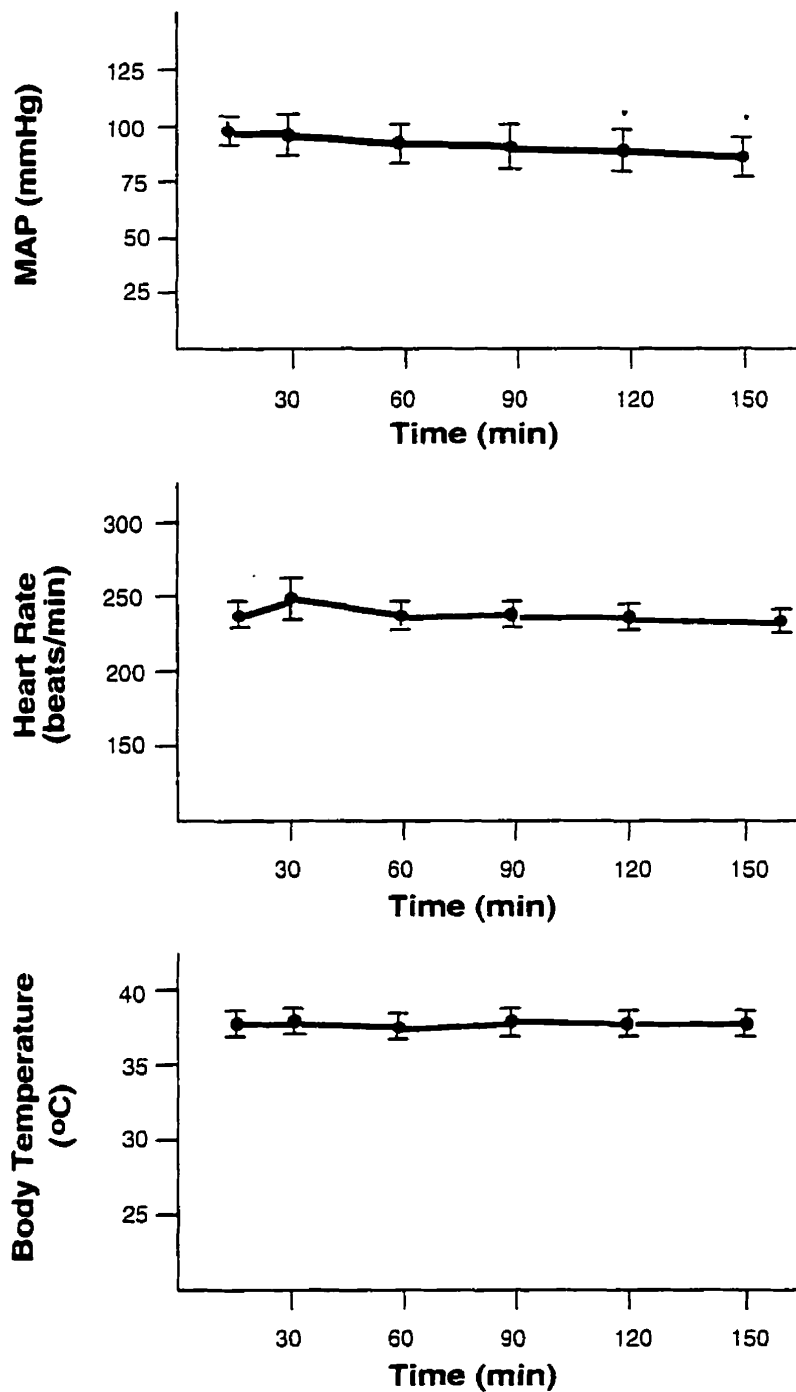 MAP (mmHg)
125
100
75
50
25
30 60 90 120 150
Time (min)
Heart Rate
(beats/min)
300
250
200
150
30 60 90 120 150
Time (min)
Body Temperature
(oC)
40
35
30
25
30 60 90 120 150
Time (min)